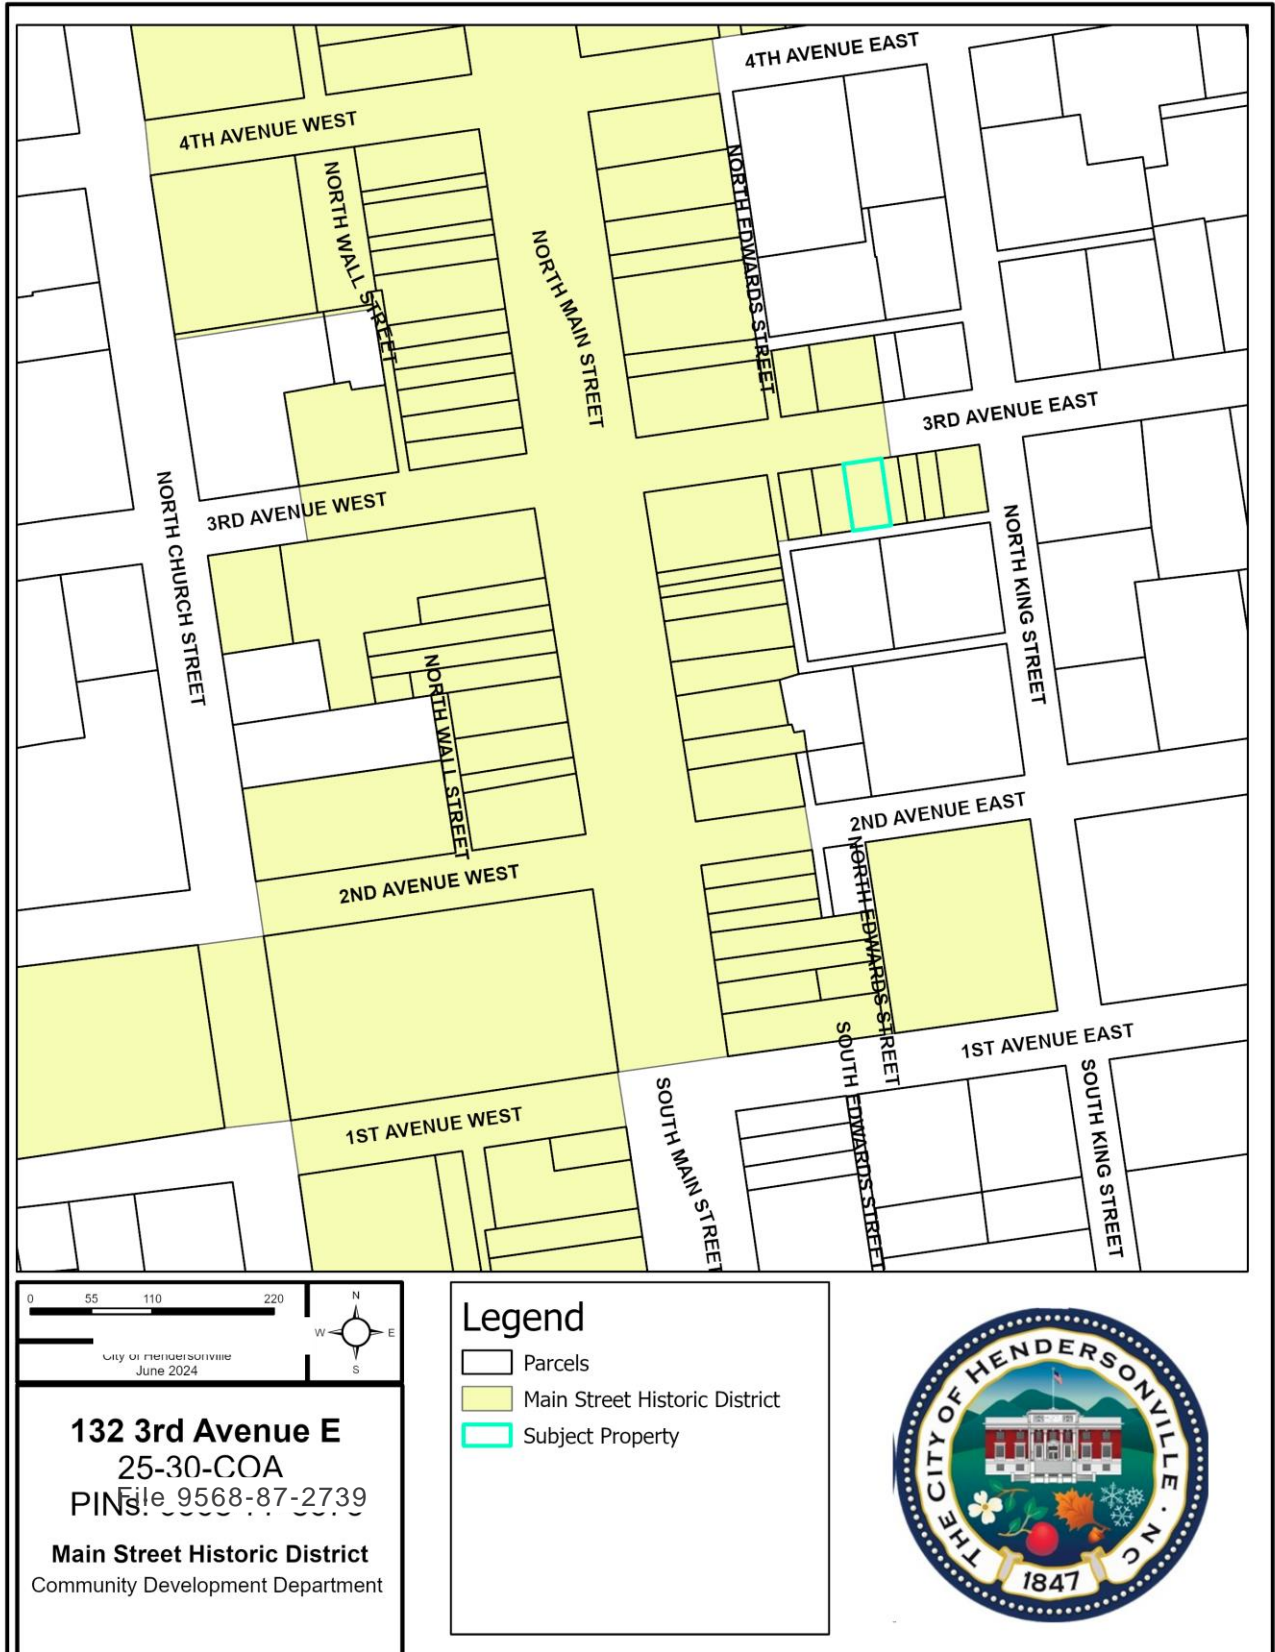 4TH AVENUE EAST
4TH AVENUE WEST
NORTH WALL STREET
NORTH MAIN STREET
NORTH EDWARDS STREET
3RD AVENUE EAST
NORTH CHURCH STREET
3RD AVENUE WEST
NORTH KING STREET
NORTH WALL STREET
2ND AVENUE EAST
2ND AVENUE WEST
NORTH EDWARDS STREET
1ST AVENUE EAST
1ST AVENUE WEST
SOUTH MAIN STREET
SOUTH EDWARDS STREET
SOUTH KING STREET
0 55 110 220
N
W E
S
City of Hendersonville
June 2024
132 3rd Avenue E
25-30-COA
PINs:
File 9568-87-2739
Main Street Historic District
Community Development Department
Legend
Parcels
Main Street Historic District
Subject Property
THE CITY OF HENDERSONVILLE · NC
1847